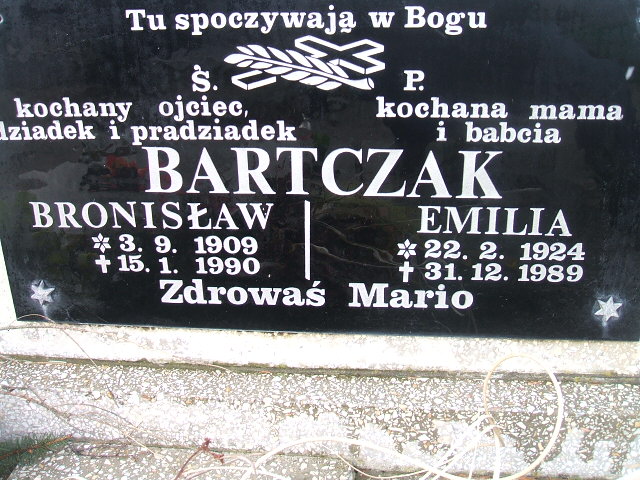 Tu spoczywają w Bogu
Ś. P.
kochany ojciec, kochana mama
dziadek i pradziadek i babcia
BARTCZAK
BRONISŁAW EMILIA
✲ 3. 9. 1909 ✲ 22. 2. 1924
✝ 15. 1. 1990 ✝ 31. 12. 1989
Zdrowaś Mario